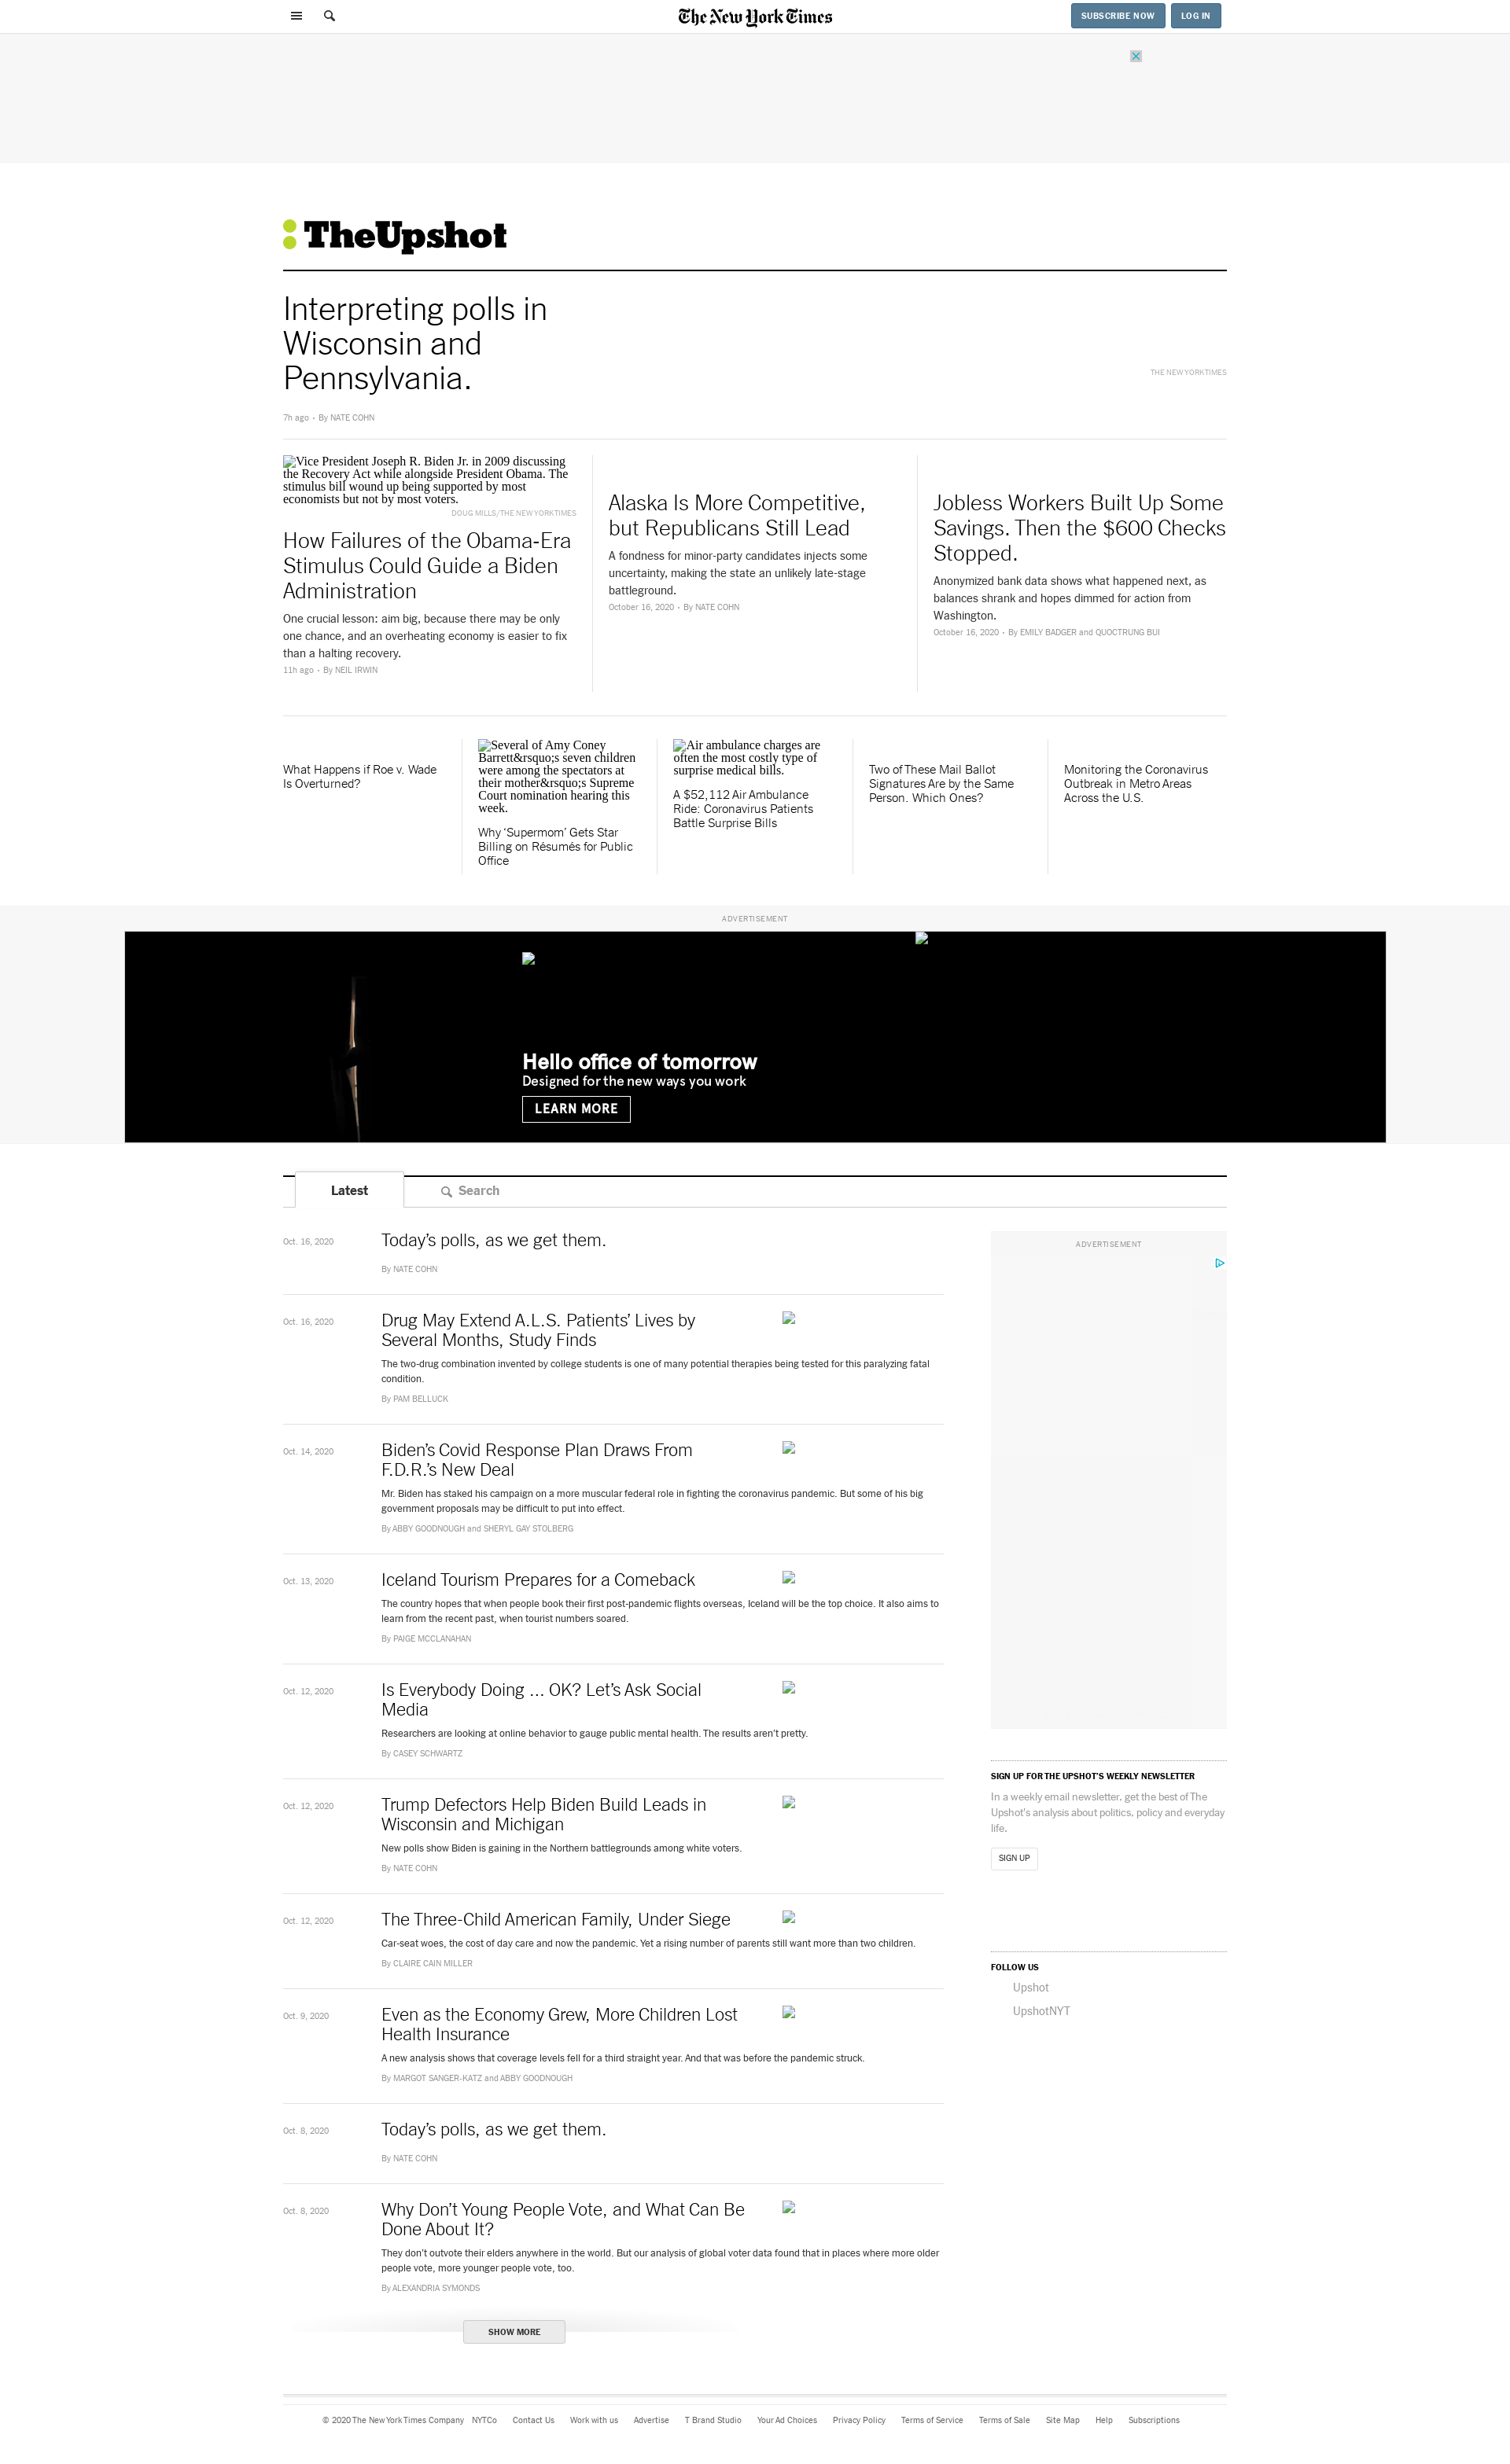 The New York Times
SUBSCRIBE NOW
LOG IN
TheUpshot
Interpreting polls in
Wisconsin and
Pennsylvania.
THE NEW YORK TIMES
7h ago • By NATE COHN
Vice President Joseph R. Biden Jr. in 2009 discussing
the Recovery Act while alongside President Obama. The
stimulus bill wound up being supported by most
economists but not by most voters.
DOUG MILLS/THE NEW YORK TIMES
How Failures of the Obama-Era
Stimulus Could Guide a Biden
Administration
One crucial lesson: aim big, because there may be only
one chance, and an overheating economy is easier to fix
than a halting recovery.
11h ago • By NEIL IRWIN
Alaska Is More Competitive,
but Republicans Still Lead
A fondness for minor-party candidates injects some
uncertainty, making the state an unlikely late-stage
battleground.
October 16, 2020 • By NATE COHN
Jobless Workers Built Up Some
Savings. Then the $600 Checks
Stopped.
Anonymized bank data shows what happened next, as
balances shrank and hopes dimmed for action from
Washington.
October 16, 2020 • By EMILY BADGER and QUOCTRUNG BUI
What Happens if Roe v. Wade
Is Overturned?
Several of Amy Coney
Barrett&rsquo;s seven children
were among the spectators at
their mother&rsquo;s Supreme
Court nomination hearing this
week.
Why ‘Supermom’ Gets Star
Billing on Résumés for Public
Office
Air ambulance charges are
often the most costly type of
surprise medical bills.
A $52,112 Air Ambulance
Ride: Coronavirus Patients
Battle Surprise Bills
Two of These Mail Ballot
Signatures Are by the Same
Person. Which Ones?
Monitoring the Coronavirus
Outbreak in Metro Areas
Across the U.S.
ADVERTISEMENT
Hello office of tomorrow
Designed for the new ways you work
LEARN MORE
Latest
Search
Oct. 16, 2020
Today’s polls, as we get them.
By NATE COHN
Oct. 16, 2020
Drug May Extend A.L.S. Patients’ Lives by
Several Months, Study Finds
The two-drug combination invented by college students is one of many potential therapies being tested for this paralyzing fatal
condition.
By PAM BELLUCK
Oct. 14, 2020
Biden’s Covid Response Plan Draws From
F.D.R.’s New Deal
Mr. Biden has staked his campaign on a more muscular federal role in fighting the coronavirus pandemic. But some of his big
government proposals may be difficult to put into effect.
By ABBY GOODNOUGH and SHERYL GAY STOLBERG
Oct. 13, 2020
Iceland Tourism Prepares for a Comeback
The country hopes that when people book their first post-pandemic flights overseas, Iceland will be the top choice. It also aims to
learn from the recent past, when tourist numbers soared.
By PAIGE MCCLANAHAN
Oct. 12, 2020
Is Everybody Doing ... OK? Let’s Ask Social
Media
Researchers are looking at online behavior to gauge public mental health. The results aren’t pretty.
By CASEY SCHWARTZ
Oct. 12, 2020
Trump Defectors Help Biden Build Leads in
Wisconsin and Michigan
New polls show Biden is gaining in the Northern battlegrounds among white voters.
By NATE COHN
Oct. 12, 2020
The Three-Child American Family, Under Siege
Car-seat woes, the cost of day care and now the pandemic. Yet a rising number of parents still want more than two children.
By CLAIRE CAIN MILLER
Oct. 9, 2020
Even as the Economy Grew, More Children Lost
Health Insurance
A new analysis shows that coverage levels fell for a third straight year. And that was before the pandemic struck.
By MARGOT SANGER-KATZ and ABBY GOODNOUGH
Oct. 8, 2020
Today’s polls, as we get them.
By NATE COHN
Oct. 8, 2020
Why Don’t Young People Vote, and What Can Be
Done About It?
They don’t outvote their elders anywhere in the world. But our analysis of global voter data found that in places where more older
people vote, more younger people vote, too.
By ALEXANDRIA SYMONDS
SHOW MORE
ADVERTISEMENT
SIGN UP FOR THE UPSHOT’S WEEKLY NEWSLETTER
In a weekly email newsletter, get the best of The
Upshot’s analysis about politics, policy and everyday
life.
SIGN UP
FOLLOW US
Upshot
UpshotNYT
© 2020 The New York Times Company NYTCo Contact Us Work with us Advertise T Brand Studio Your Ad Choices Privacy Policy Terms of Service Terms of Sale Site Map Help Subscriptions